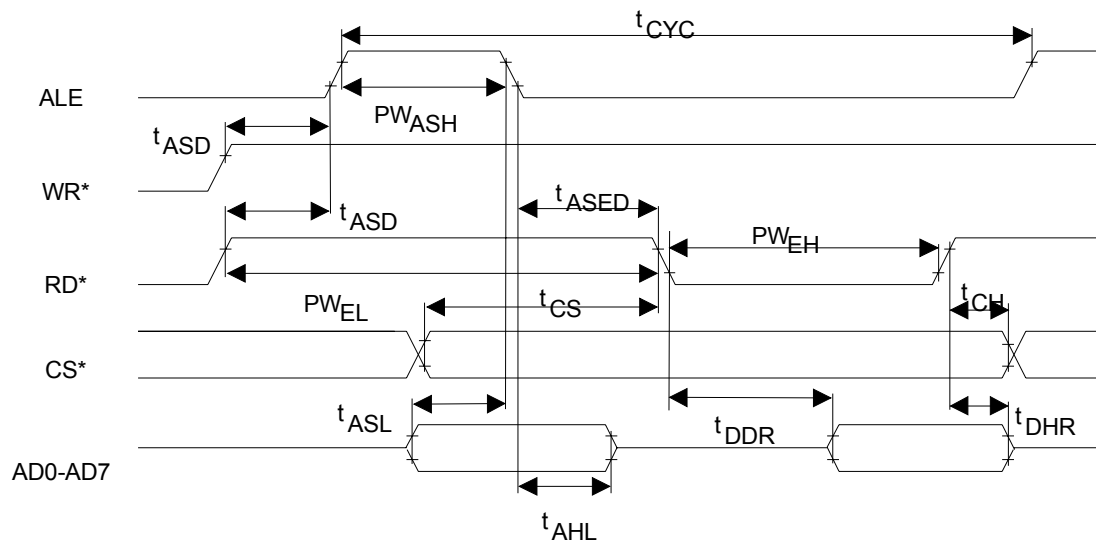 tCYC
ALE
PWASH
tASD
WR*
tASED
tASD
PWEH
RD*
tCH
PWEL
tCS
CS*
tASL
tDDR
tDHR
AD0-AD7
tAHL